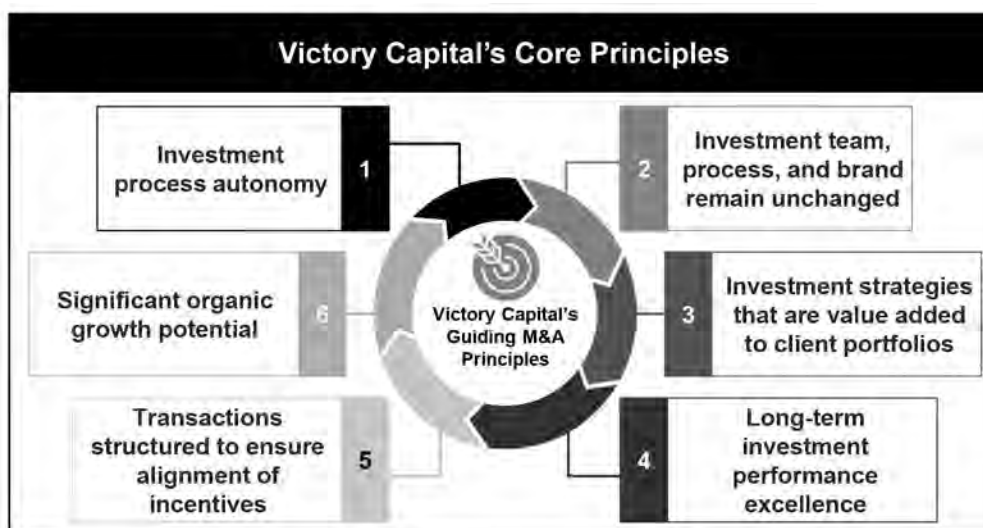 Victory Capital's Core Principles
Investment
process autonomy
1
2
Investment team,
process, and brand
remain unchanged
Significant organic
growth potential
6
Victory Capital's
Guiding M&A
Principles
3
Investment strategies
that are value added
to client portfolios
Transactions
structured to ensure
alignment of
incentives
5
4
Long-term
investment
performance
excellence